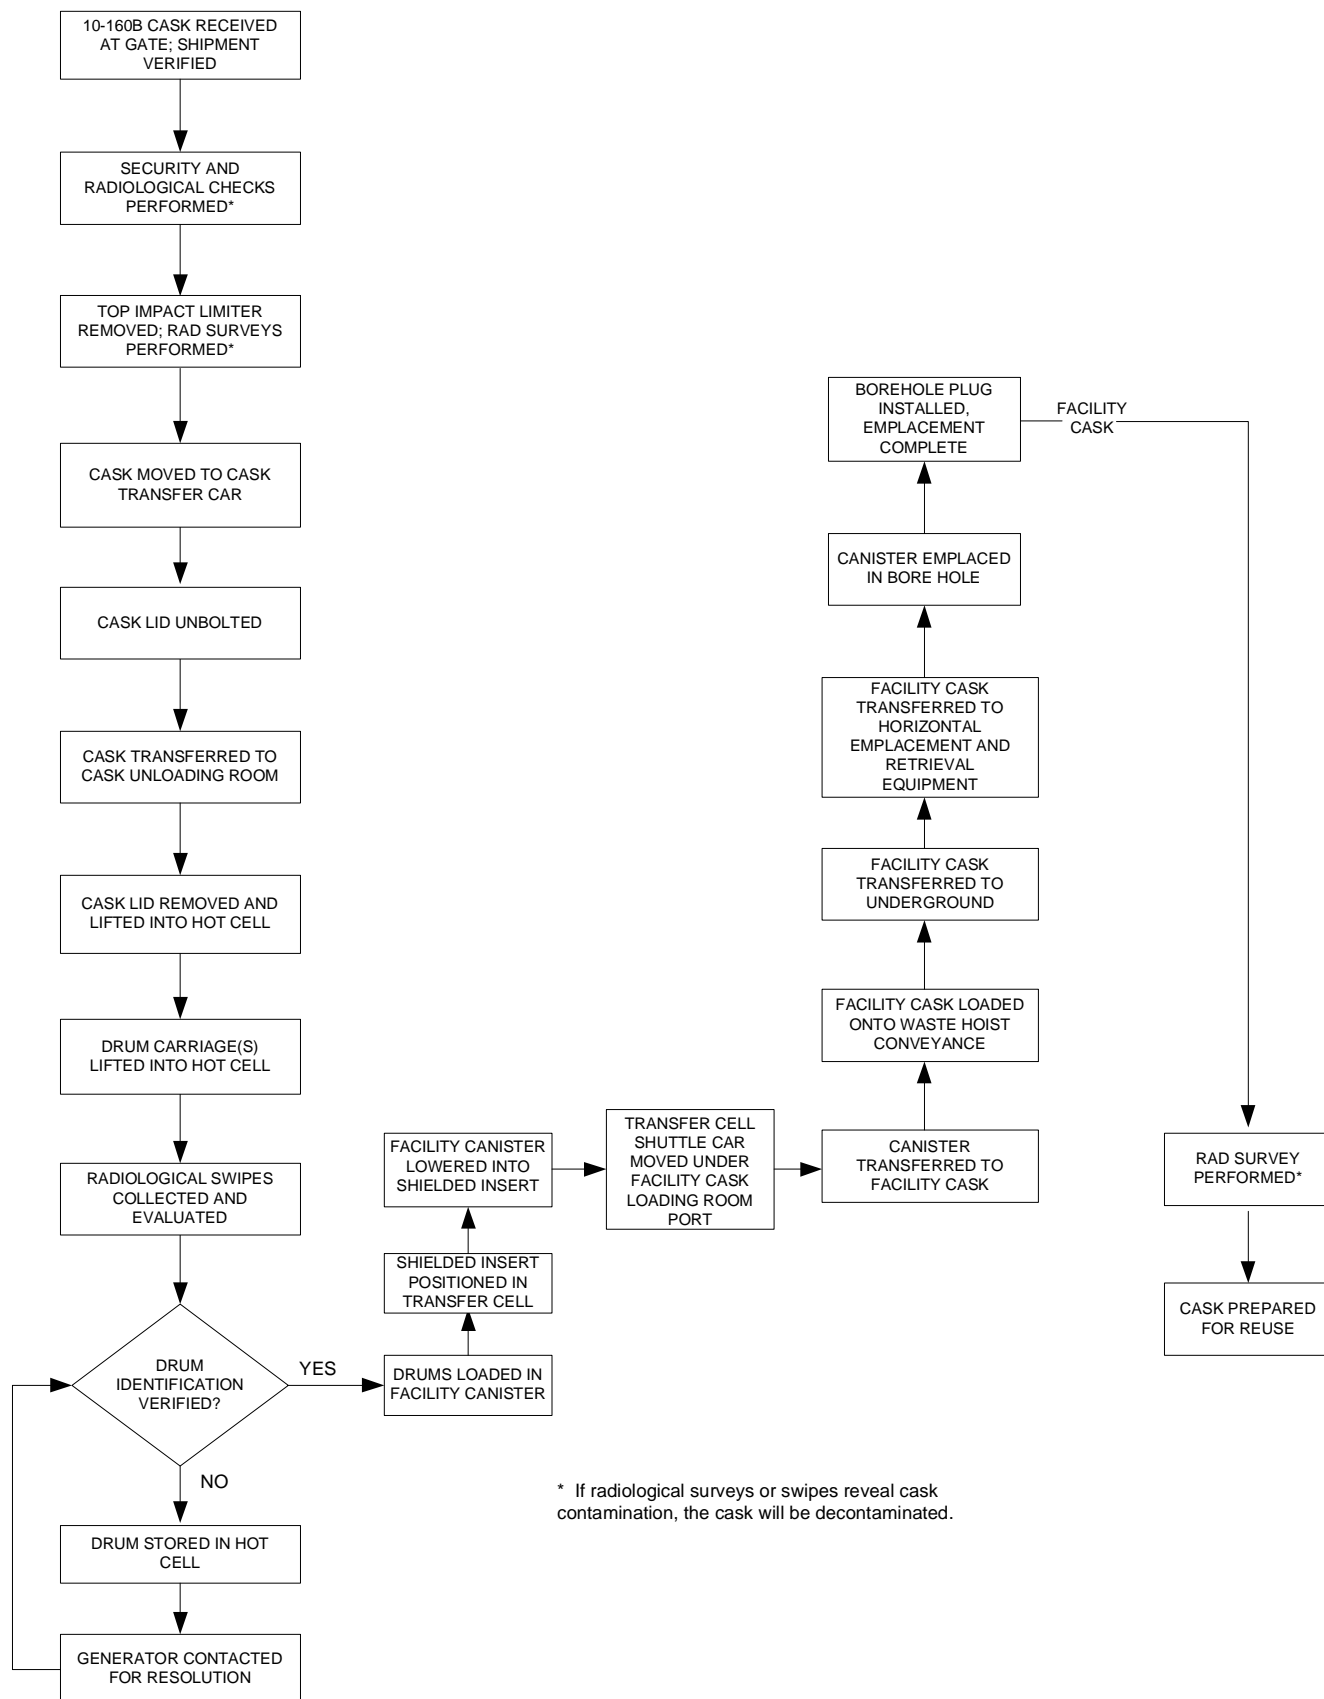 10-160B CASK RECEIVED
AT GATE; SHIPMENT
VERIFIED
SECURITY AND
RADIOLOGICAL CHECKS
PERFORMED*
TOP IMPACT LIMITER
REMOVED; RAD SURVEYS
PERFORMED*
CASK MOVED TO CASK
TRANSFER CAR
CASK LID UNBOLTED
CASK TRANSFERRED TO
CASK UNLOADING ROOM
CASK LID REMOVED AND
LIFTED INTO HOT CELL
DRUM CARRIAGE(S)
LIFTED INTO HOT CELL
RADIOLOGICAL SWIPES
COLLECTED AND
EVALUATED
DRUM
IDENTIFICATION
VERIFIED?
NO
DRUM STORED IN HOT
CELL
GENERATOR CONTACTED
FOR RESOLUTION
YES
DRUMS LOADED IN
FACILITY CANISTER
SHIELDED INSERT
POSITIONED IN
TRANSFER CELL
FACILITY CANISTER
LOWERED INTO
SHIELDED INSERT
TRANSFER CELL
SHUTTLE CAR
MOVED UNDER
FACILITY CASK
LOADING ROOM
PORT
CANISTER
TRANSFERRED TO
FACILITY CASK
FACILITY CASK LOADED
ONTO WASTE HOIST
CONVEYANCE
FACILITY CASK
TRANSFERRED TO
UNDERGROUND
FACILITY CASK
TRANSFERRED TO
HORIZONTAL
EMPLACEMENT AND
RETRIEVAL
EQUIPMENT
CANISTER EMPLACED
IN BORE HOLE
BOREHOLE PLUG
INSTALLED,
EMPLACEMENT
COMPLETE
FACILITY
CASK
RAD SURVEY
PERFORMED*
CASK PREPARED
FOR REUSE
* If radiological surveys or swipes reveal cask
contamination, the cask will be decontaminated.